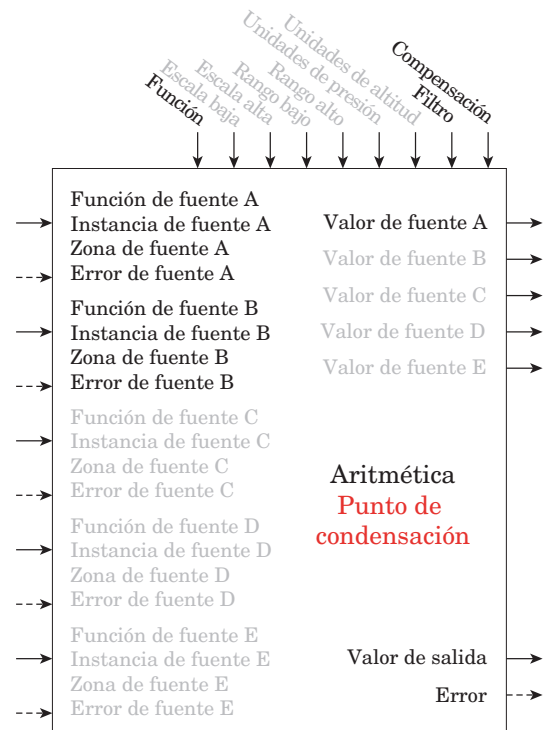 Función
Escala baja
Escala alta
Rango bajo
Rango alto
Unidades de presión
Unidades de altitud
Filtro
Compensación
Función de fuente A
Instancia de fuente A
Zona de fuente A
Error de fuente A
Función de fuente B
Instancia de fuente B
Zona de fuente B
Error de fuente B
Función de fuente C
Instancia de fuente C
Zona de fuente C
Error de fuente C
Función de fuente D
Instancia de fuente D
Zona de fuente D
Error de fuente D
Función de fuente E
Instancia de fuente E
Zona de fuente E
Error de fuente E
Valor de fuente A
Valor de fuente B
Valor de fuente C
Valor de fuente D
Valor de fuente E
Aritmética
Punto de
condensación
Valor de salida
Error